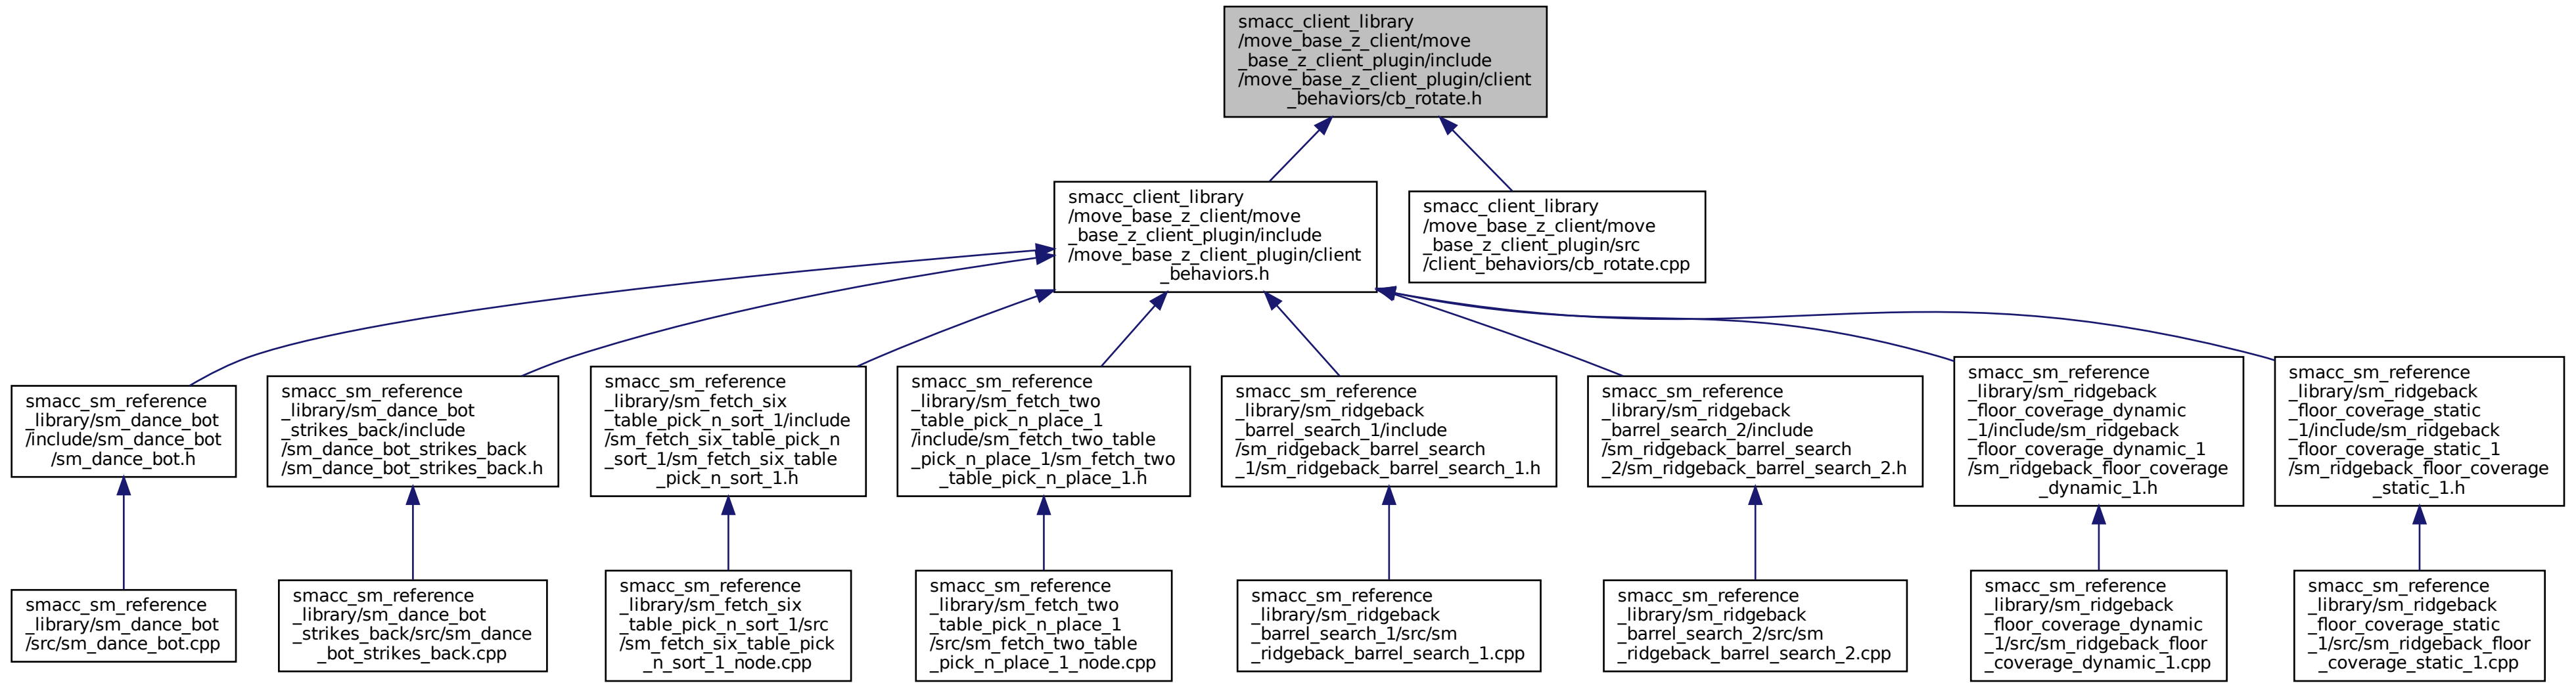 smacc_client_library
/move_base_z_client/move
_base_z_client_plugin/include
/move_base_z_client_plugin/client
_behaviors/cb_rotate.h
smacc_client_library
/move_base_z_client/move
_base_z_client_plugin/include
/move_base_z_client_plugin/client
_behaviors.h
smacc_client_library
/move_base_z_client/move
_base_z_client_plugin/src
/client_behaviors/cb_rotate.cpp
smacc_sm_reference
_library/sm_dance_bot
/include/sm_dance_bot
/sm_dance_bot.h
smacc_sm_reference
_library/sm_dance_bot
_strikes_back/include
/sm_dance_bot_strikes_back
/sm_dance_bot_strikes_back.h
smacc_sm_reference
_library/sm_fetch_six
_table_pick_n_sort_1/include
/sm_fetch_six_table_pick_n
_sort_1/sm_fetch_six_table
_pick_n_sort_1.h
smacc_sm_reference
_library/sm_fetch_two
_table_pick_n_place_1
/include/sm_fetch_two_table
_pick_n_place_1/sm_fetch_two
_table_pick_n_place_1.h
smacc_sm_reference
_library/sm_ridgeback
_barrel_search_1/include
/sm_ridgeback_barrel_search
_1/sm_ridgeback_barrel_search_1.h
smacc_sm_reference
_library/sm_ridgeback
_barrel_search_2/include
/sm_ridgeback_barrel_search
_2/sm_ridgeback_barrel_search_2.h
smacc_sm_reference
_library/sm_ridgeback
_floor_coverage_dynamic
_1/include/sm_ridgeback
_floor_coverage_dynamic_1
/sm_ridgeback_floor_coverage
_dynamic_1.h
smacc_sm_reference
_library/sm_ridgeback
_floor_coverage_static
_1/include/sm_ridgeback
_floor_coverage_static_1
/sm_ridgeback_floor_coverage
_static_1.h
smacc_sm_reference
_library/sm_dance_bot
/src/sm_dance_bot.cpp
smacc_sm_reference
_library/sm_dance_bot
_strikes_back/src/sm_dance
_bot_strikes_back.cpp
smacc_sm_reference
_library/sm_fetch_six
_table_pick_n_sort_1/src
/sm_fetch_six_table_pick
_n_sort_1_node.cpp
smacc_sm_reference
_library/sm_fetch_two
_table_pick_n_place_1
/src/sm_fetch_two_table
_pick_n_place_1_node.cpp
smacc_sm_reference
_library/sm_ridgeback
_barrel_search_1/src/sm
_ridgeback_barrel_search_1.cpp
smacc_sm_reference
_library/sm_ridgeback
_barrel_search_2/src/sm
_ridgeback_barrel_search_2.cpp
smacc_sm_reference
_library/sm_ridgeback
_floor_coverage_dynamic
_1/src/sm_ridgeback_floor
_coverage_dynamic_1.cpp
smacc_sm_reference
_library/sm_ridgeback
_floor_coverage_static
_1/src/sm_ridgeback_floor
_coverage_static_1.cpp